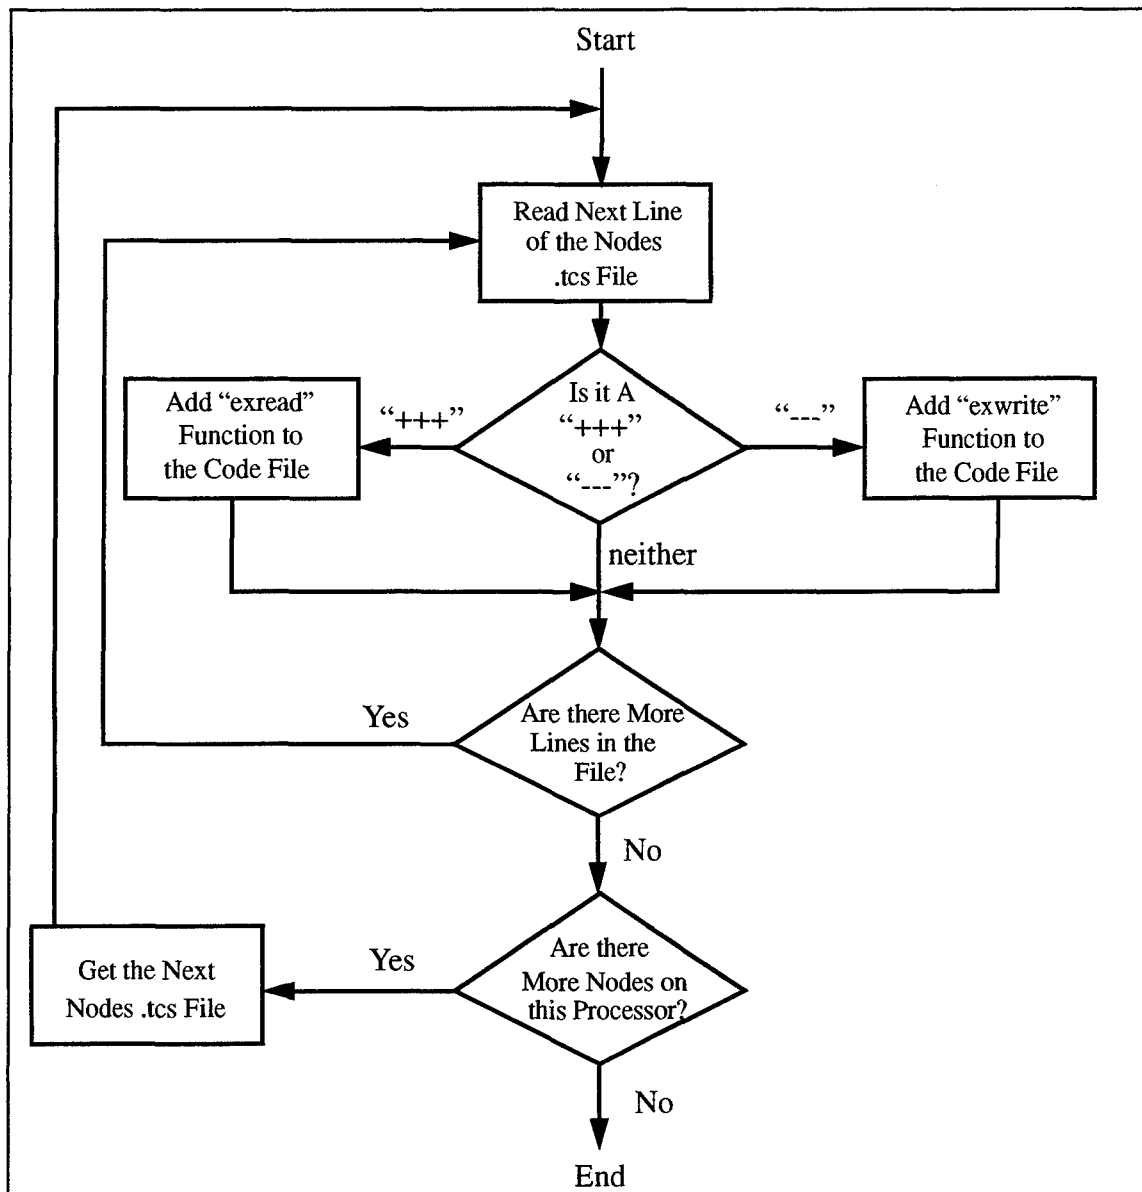 Start
Read Next Line
of the Nodes
.tcs File
Add “exread”
Function to
the Code File
“+++”
Is it A
“+++”
or
“---”?
“---”
Add “exwrite”
Function to
the Code File
neither
Yes
Are there More
Lines in the
File?
No
Get the Next
Nodes .tcs File
Yes
Are there
More Nodes on
this Processor?
No
End